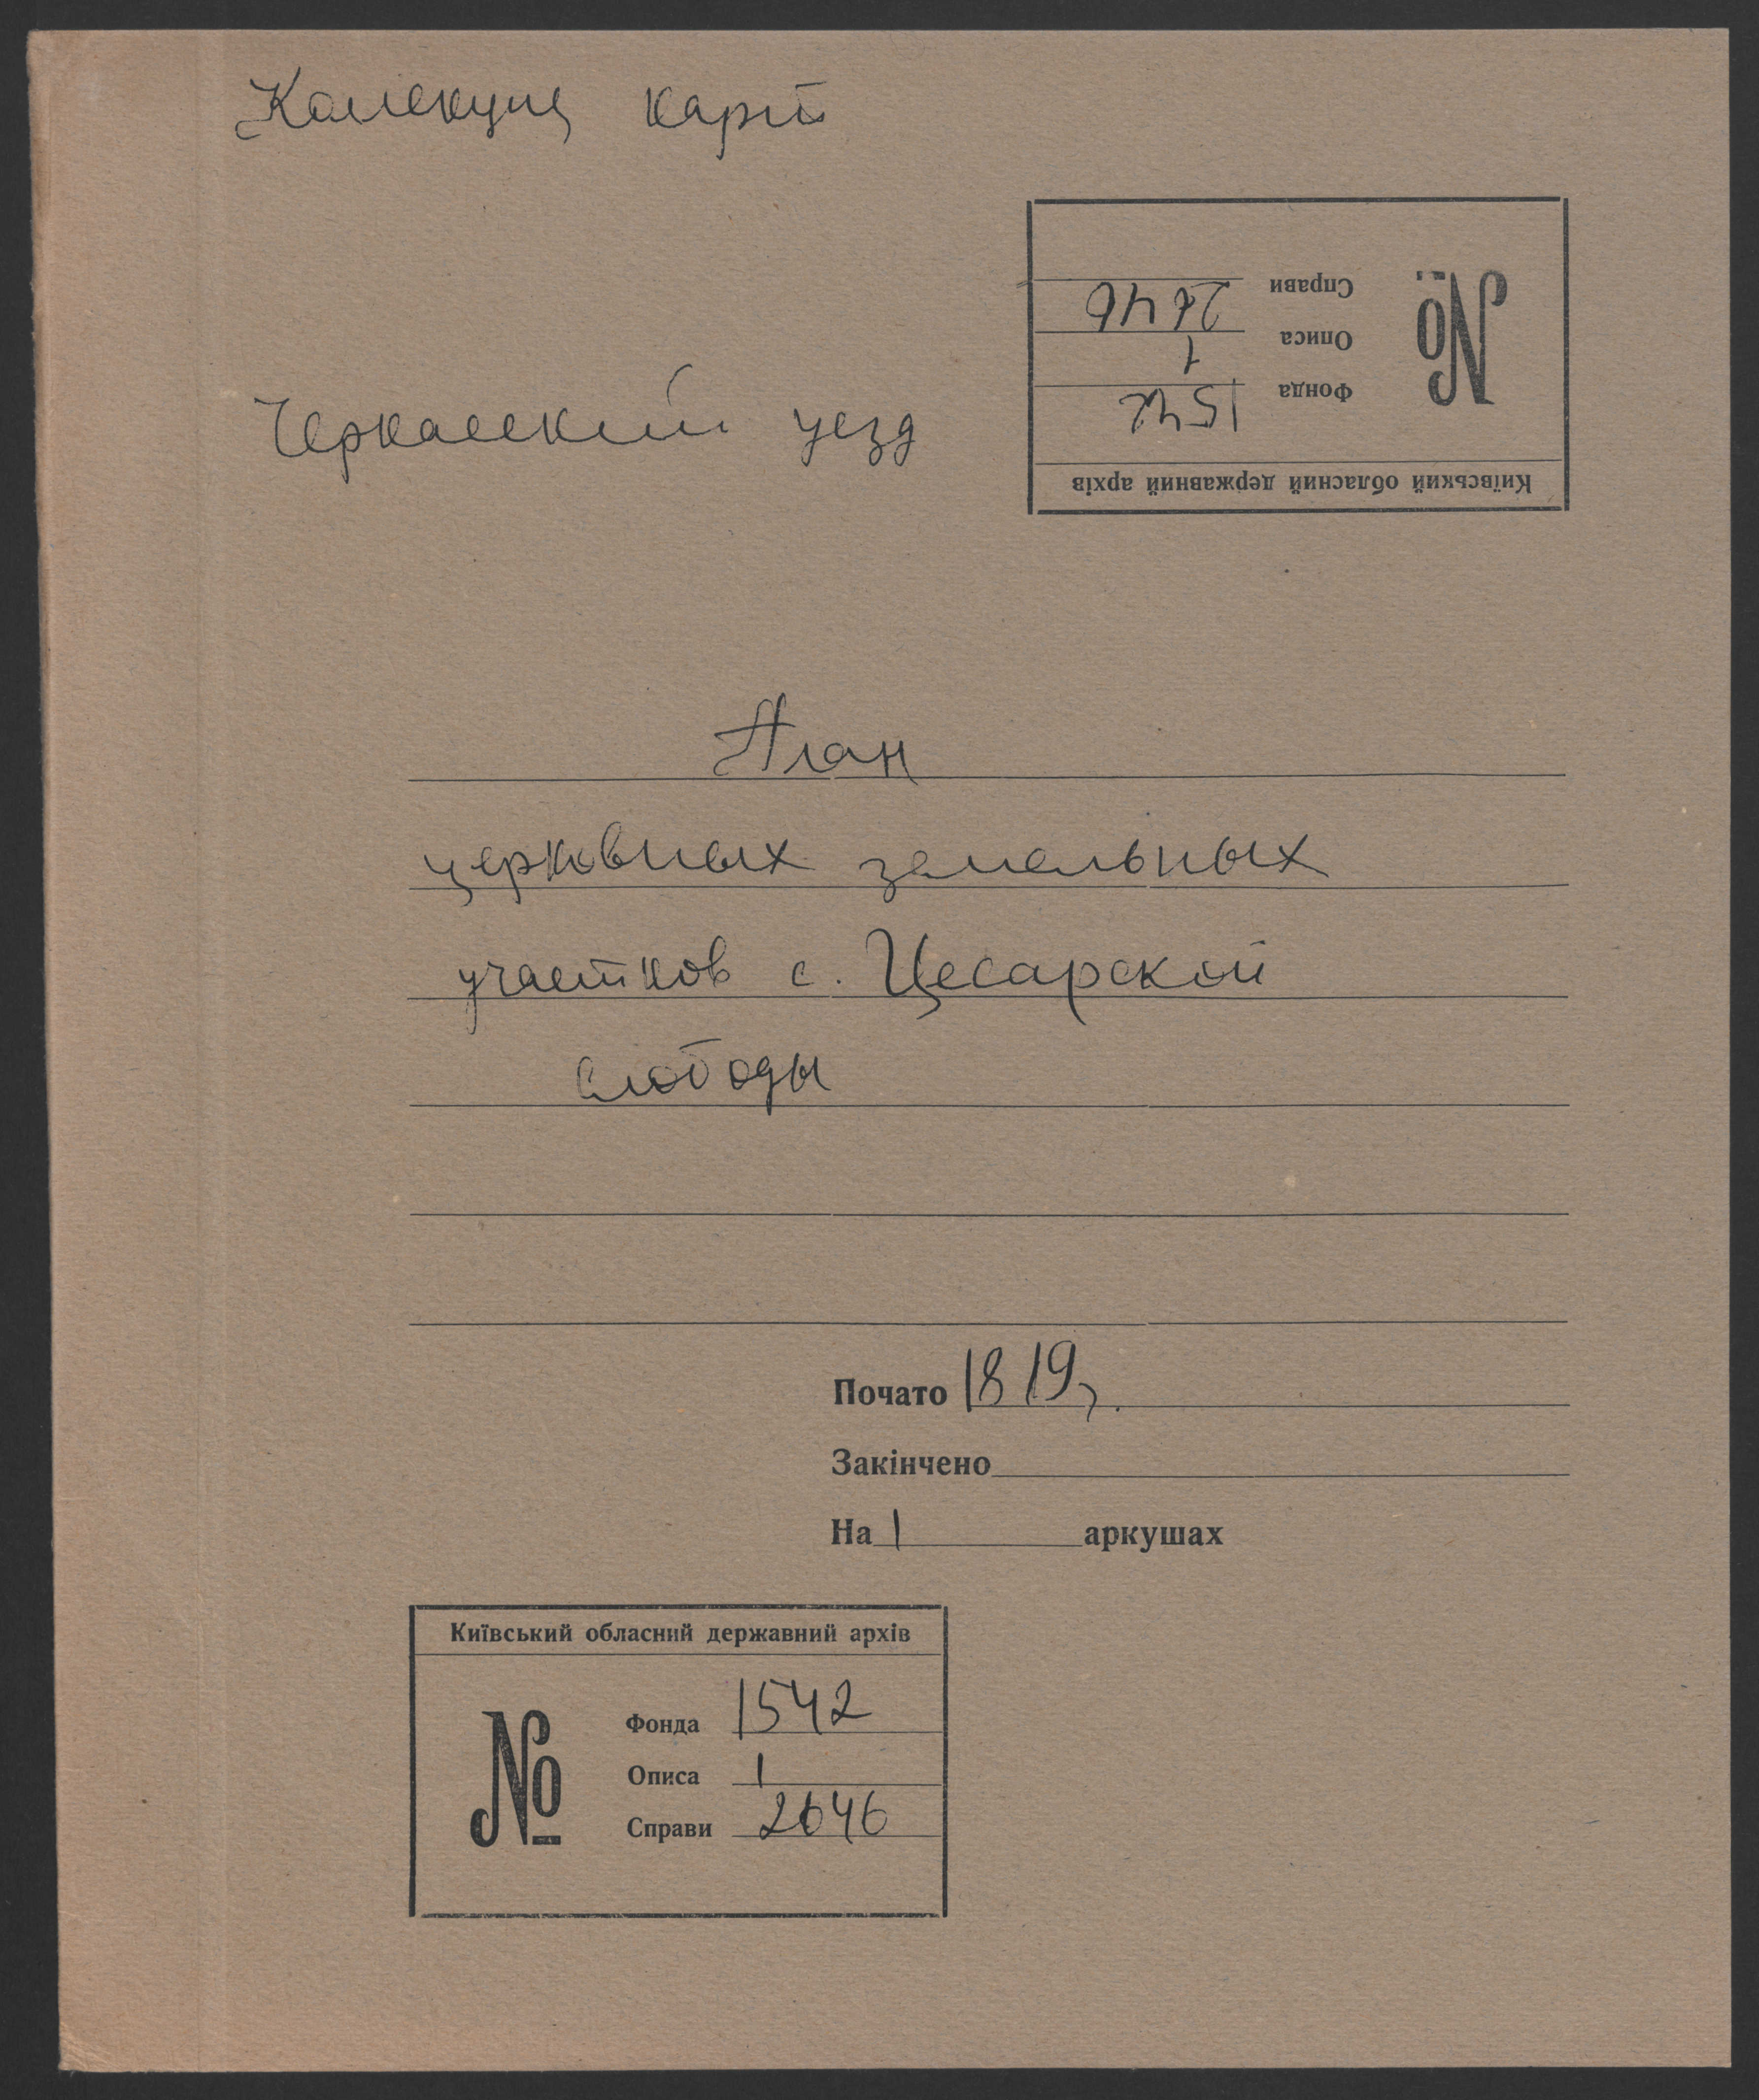 Коллекция карт
Київський обласний державний архів
№
Фонда 1542
Описа 1
Справи 2646
Черкасский уезд
План
церковных земельных
участков с. Цесарской
слободы
Почато 1819 г.
Закінчено
На 1 аркушах
Київський обласний державний архів
№
Фонда 1542
Описа 1
Справи 2646